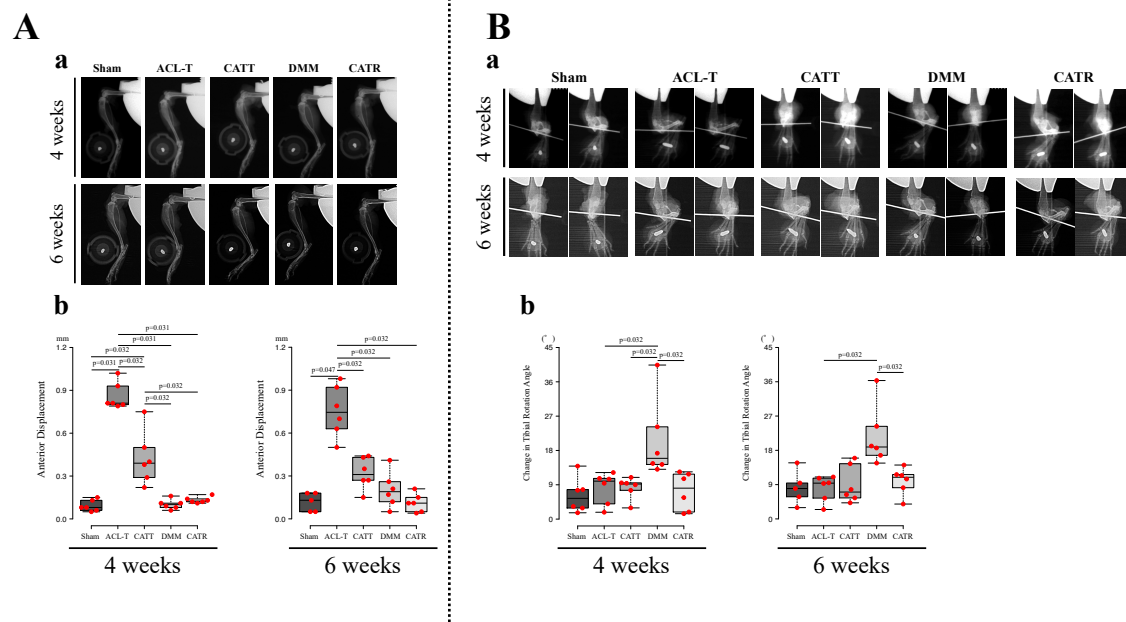 A
a
Sham ACL-T CATT DMM CATR
4 weeks
6 weeks
b
mm
Anterior Displacement
1.2
0.9
0.6
0.3
0.0
p=0.031
p=0.031
p=0.032
p=0.031
p=0.032
p=0.032
p=0.032
Sham ACL-T CATT DMM CATR
4 weeks
mm
Anterior Displacement
1.2
0.9
0.6
0.3
0.0
p=0.032
p=0.032
p=0.047
p=0.032
Sham ACL-T CATT DMM CATR
6 weeks
B
a
Sham ACL-T CATT DMM CATR
4 weeks
6 weeks
b
(°)
Change in Tibial Rotation Angle
45
36
27
18
9
0
p=0.032
p=0.032
p=0.032
Sham ACL-T CATT DMM CATR
4 weeks
(°)
Change in Tibial Rotation Angle
45
36
27
18
9
0
p=0.032
p=0.032
Sham ACL-T CATT DMM CATR
6 weeks